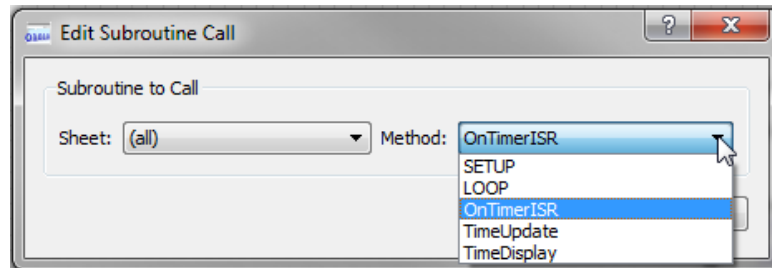 Edit Subroutine Call
?
Subroutine to Call
Sheet: (all) Method: OnTimerISR
SETUP
LOOP
OnTimerISR
TimeUpdate
TimeDisplay